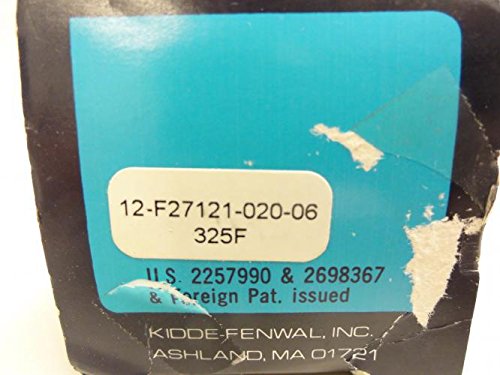 12-F27121-020-06
325F
U.S. 2257990 & 2698367
& Foreign Pat. issued
KIDDE-FENWAL, INC.
ASHLAND, MA 01721